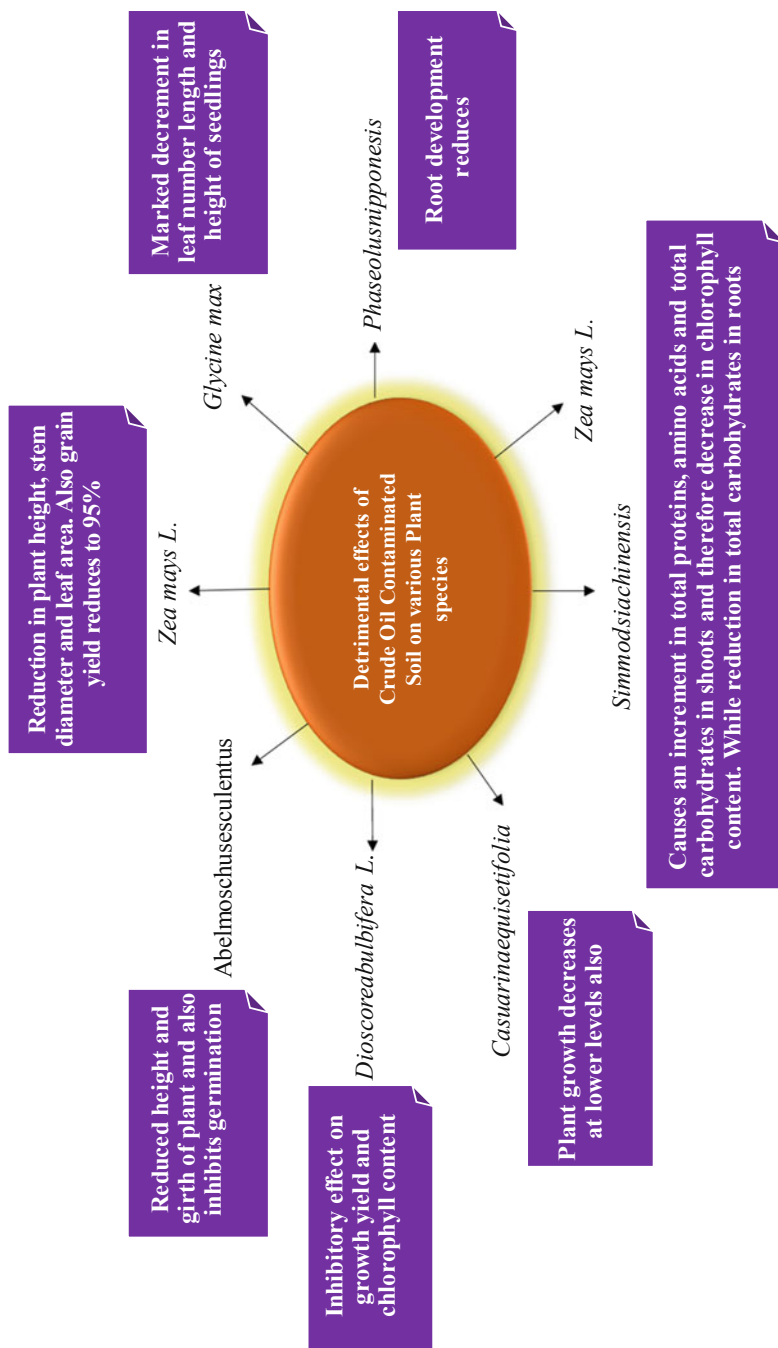 Reduction in plant height, stem
diameter and leaf area. Also grain
yield reduces to 95%
Marked decrement in
leaf number length and
height of seedlings
Reduced height and
girth of plant and also
inhibits germination
Zea mays L.
Glycine max
Abelmoschusesculentus
Inhibitory effect on
growth yield and
chlorophyll content
Dioscoreabulbifera L.
Detrimental effects of
Crude Oil Contaminated
Soil on various Plant
species
Phaseolusnipponesis
Root development
reduces
Casuarinaequisetifolia
Plant growth decreases
at lower levels also
Simmodsiachinensis
Zea mays L.
Causes an increment in total proteins, amino acids and total
carbohydrates in shoots and therefore decrease in chlorophyll
content. While reduction in total carbohydrates in roots